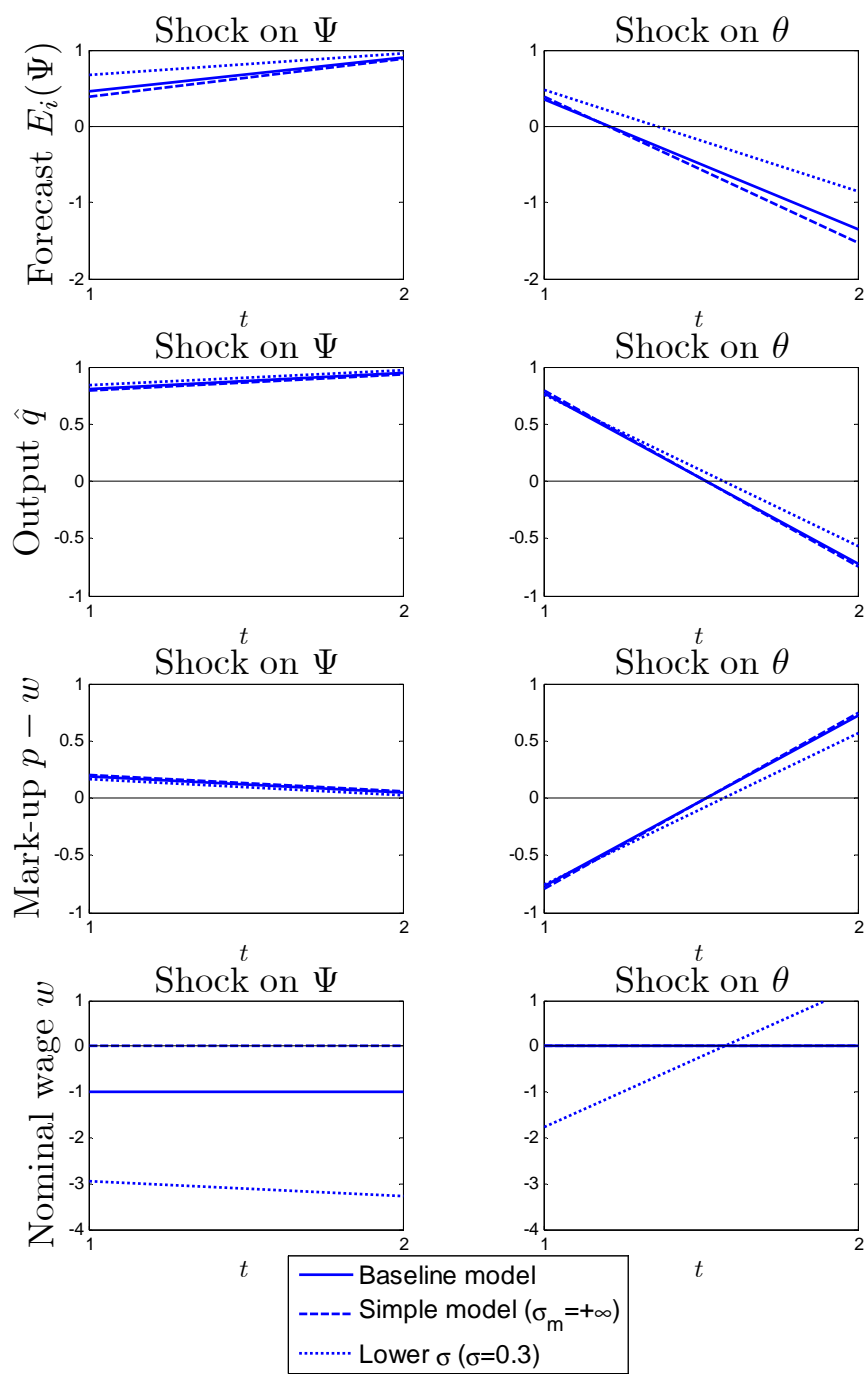 Shock on Ψ
Shock on θ
Forecast E_i(Ψ)
1
0
-1
-2
1
2
t
1
0
-1
-2
1
2
t
Shock on Ψ
Shock on θ
Output q̂
1
0.5
0
-0.5
-1
1
2
t
1
0.5
0
-0.5
-1
1
2
t
Shock on Ψ
Shock on θ
Mark-up p − w
1
0.5
0
-0.5
-1
1
2
t
1
0.5
0
-0.5
-1
1
2
t
Shock on Ψ
Shock on θ
Nominal wage w
1
0
-1
-2
-3
-4
1
2
t
1
0
-1
-2
-3
-4
1
2
t
Baseline model
Simple model (σ_m=+∞)
Lower σ (σ=0.3)